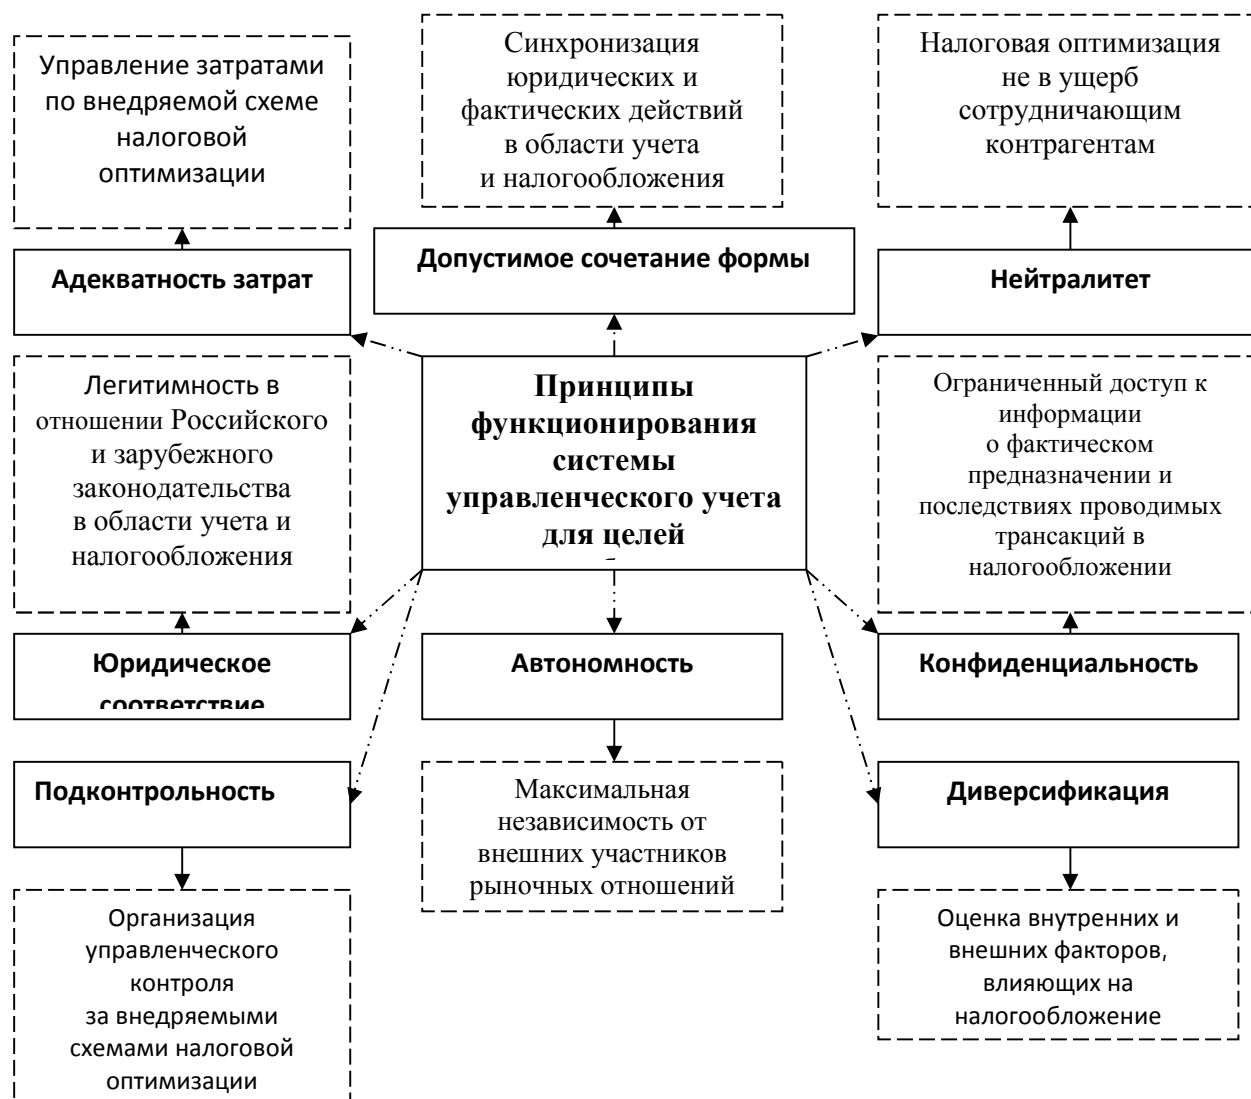 Управление затратами
по внедряемой схеме
налоговой
оптимизации
Синхронизация
юридических и
фактических действий
в области учета
и налогообложения
Налоговая оптимизация
не в ущерб
сотрудничающим
контрагентам
Адекватность затрат
Допустимое сочетание формы
Нейтралитет
Легитимность в
отношении Российского
и зарубежного
законодательства
в области учета и
налогообложения
Принципы
функционирования
системы
управленческого учета
для целей
Ограниченный доступ к
информации
о фактическом
предназначении и
последствиях проводимых
трансакций в
налогообложении
Юридическое
соответствие
Автономность
Конфиденциальность
Подконтрольность
Максимальная
независимость от
внешних участников
рыночных отношений
Диверсификация
Организация
управленческого
контроля
за внедряемыми
схемами налоговой
оптимизации
Оценка внутренних и
внешних факторов,
влияющих на
налогообложение